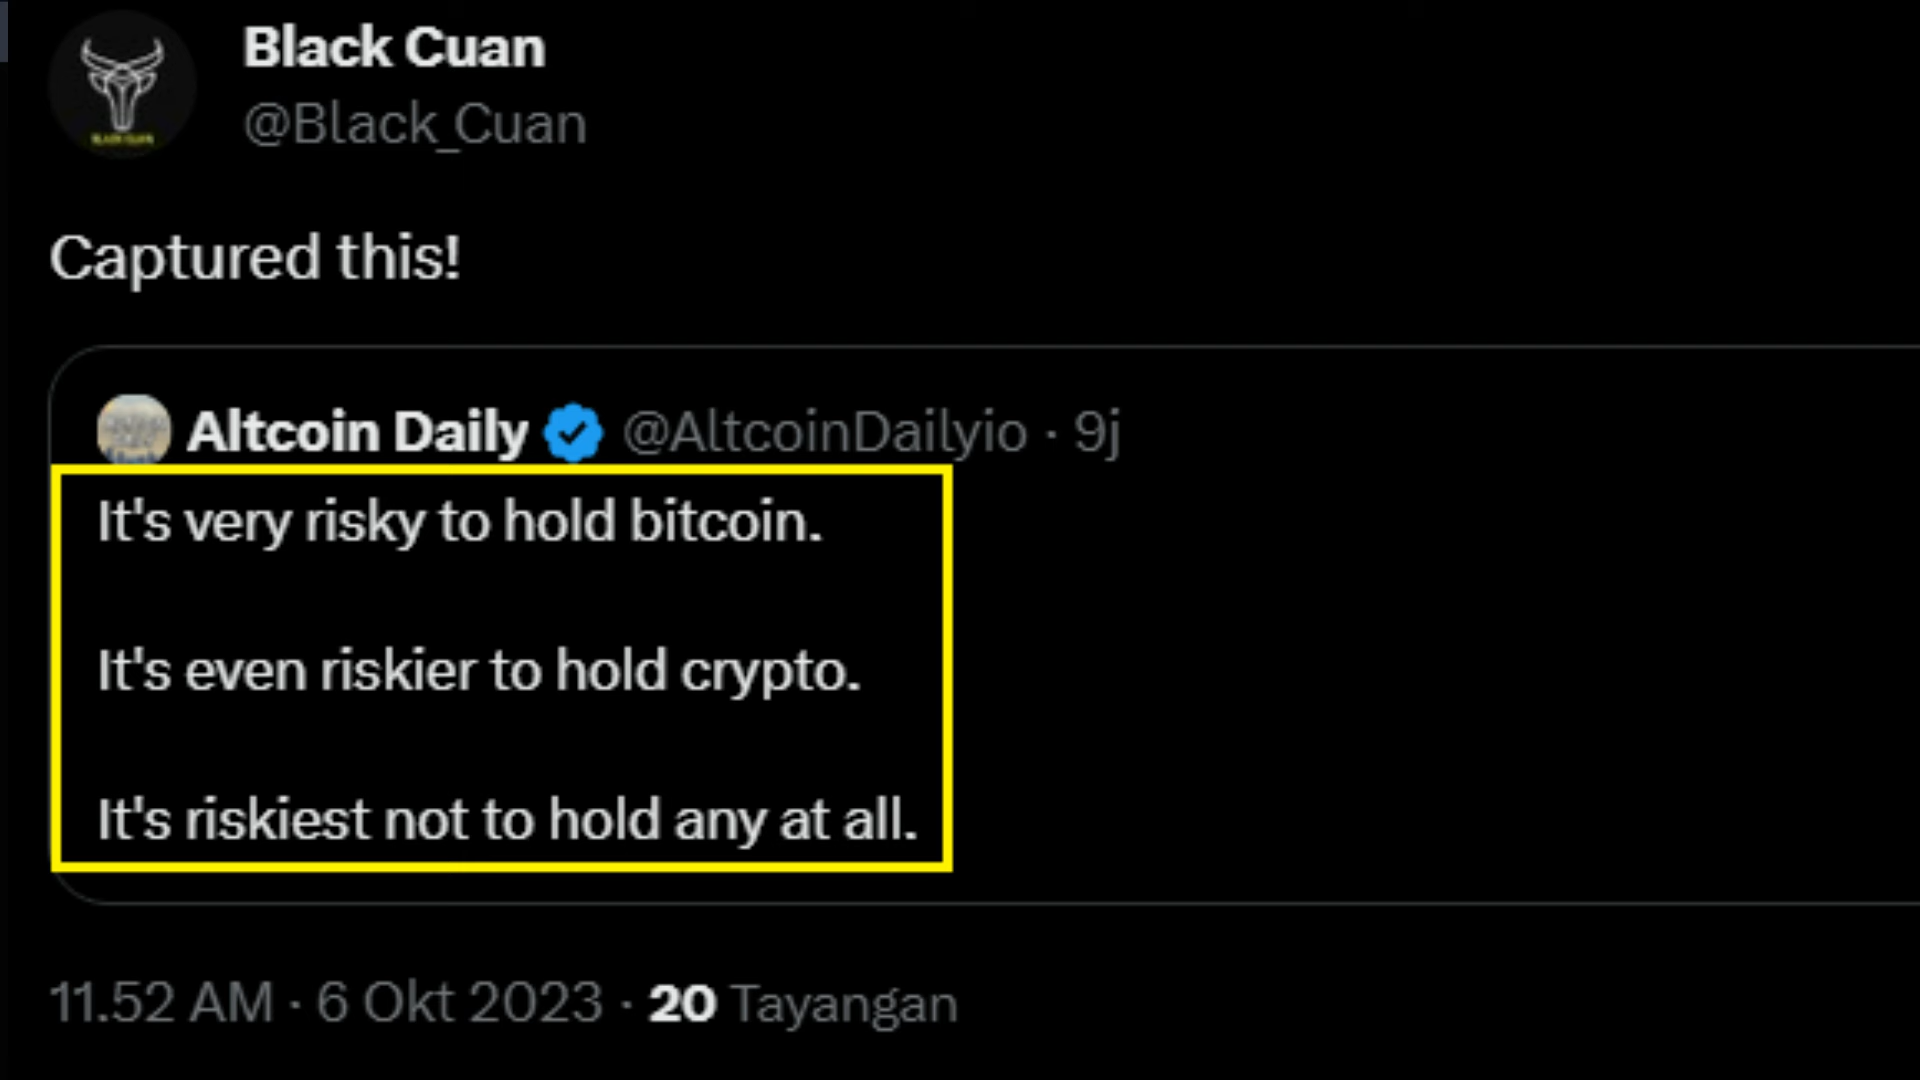 Black Cuan
@Black_Cuan
Captured this!
Altcoin Daily @AltcoinDailyio · 9j
It's very risky to hold bitcoin.
It's even riskier to hold crypto.
It's riskiest not to hold any at all.
11.52 AM · 6 Okt 2023 · 20 Tayangan